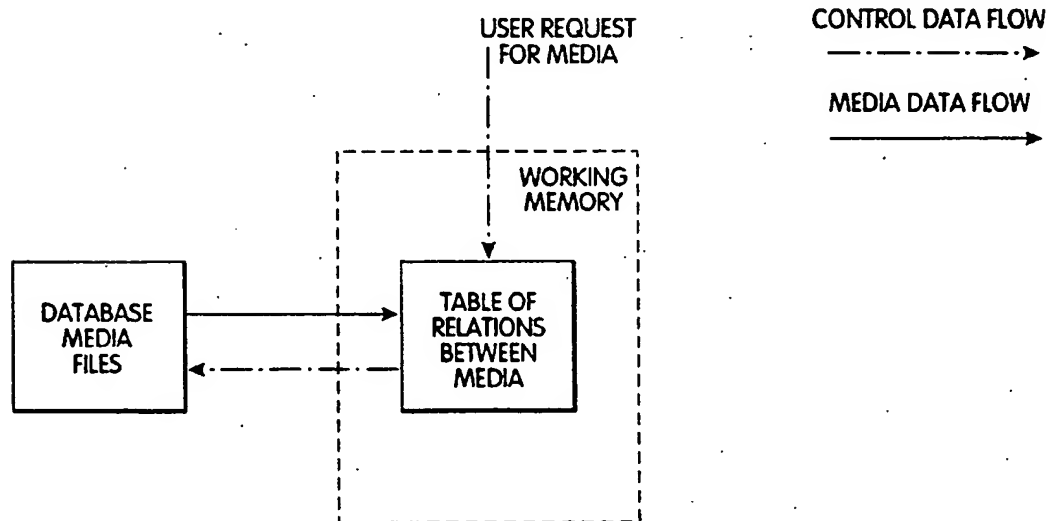 USER REQUEST
FOR MEDIA
CONTROL DATA FLOW
MEDIA DATA FLOW
WORKING
MEMORY
DATABASE
MEDIA
FILES
TABLE OF
RELATIONS
BETWEEN
MEDIA